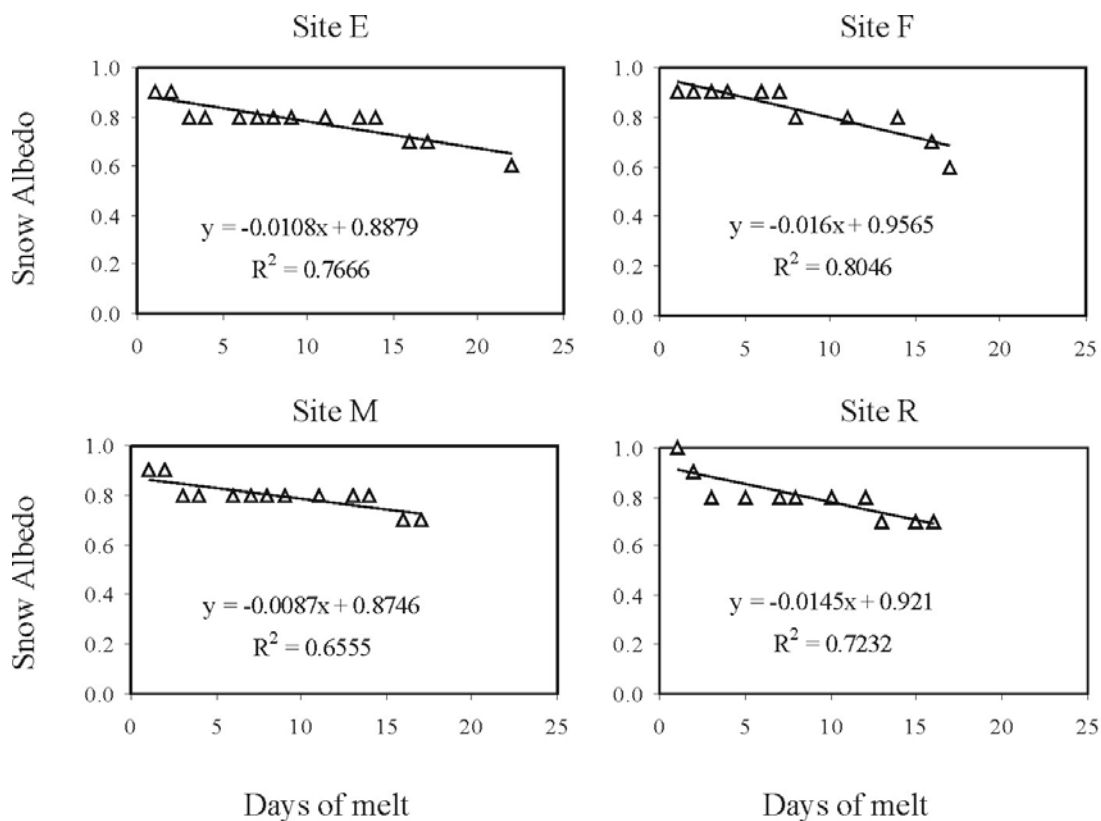 Site E
Snow Albedo
1.0
0.8
0.6
0.4
0.2
0.0
y = -0.0108x + 0.8879
R² = 0.7666
0 5 10 15 20 25
Site F
1.0
0.8
0.6
0.4
0.2
0.0
y = -0.016x + 0.9565
R² = 0.8046
0 5 10 15 20 25
Site M
Snow Albedo
1.0
0.8
0.6
0.4
0.2
0.0
y = -0.0087x + 0.8746
R² = 0.6555
0 5 10 15 20 25
Days of melt
Site R
1.0
0.8
0.6
0.4
0.2
0.0
y = -0.0145x + 0.921
R² = 0.7232
0 5 10 15 20 25
Days of melt